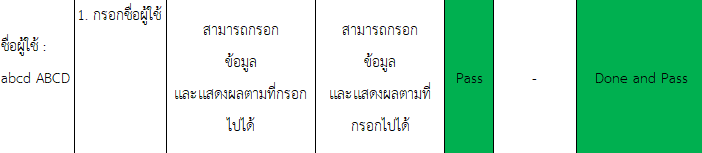 ชื่อผู้ใช้ :
abcd ABCD
1. กรอกชื่อผู้ใช้
สามารถกรอก
ข้อมูล
และแสดงผลตามที่กรอก
ไปได้
สามารถกรอก
ข้อมูล
และแสดงผลตามที่
กรอกไปได้
Pass
-
Done and Pass